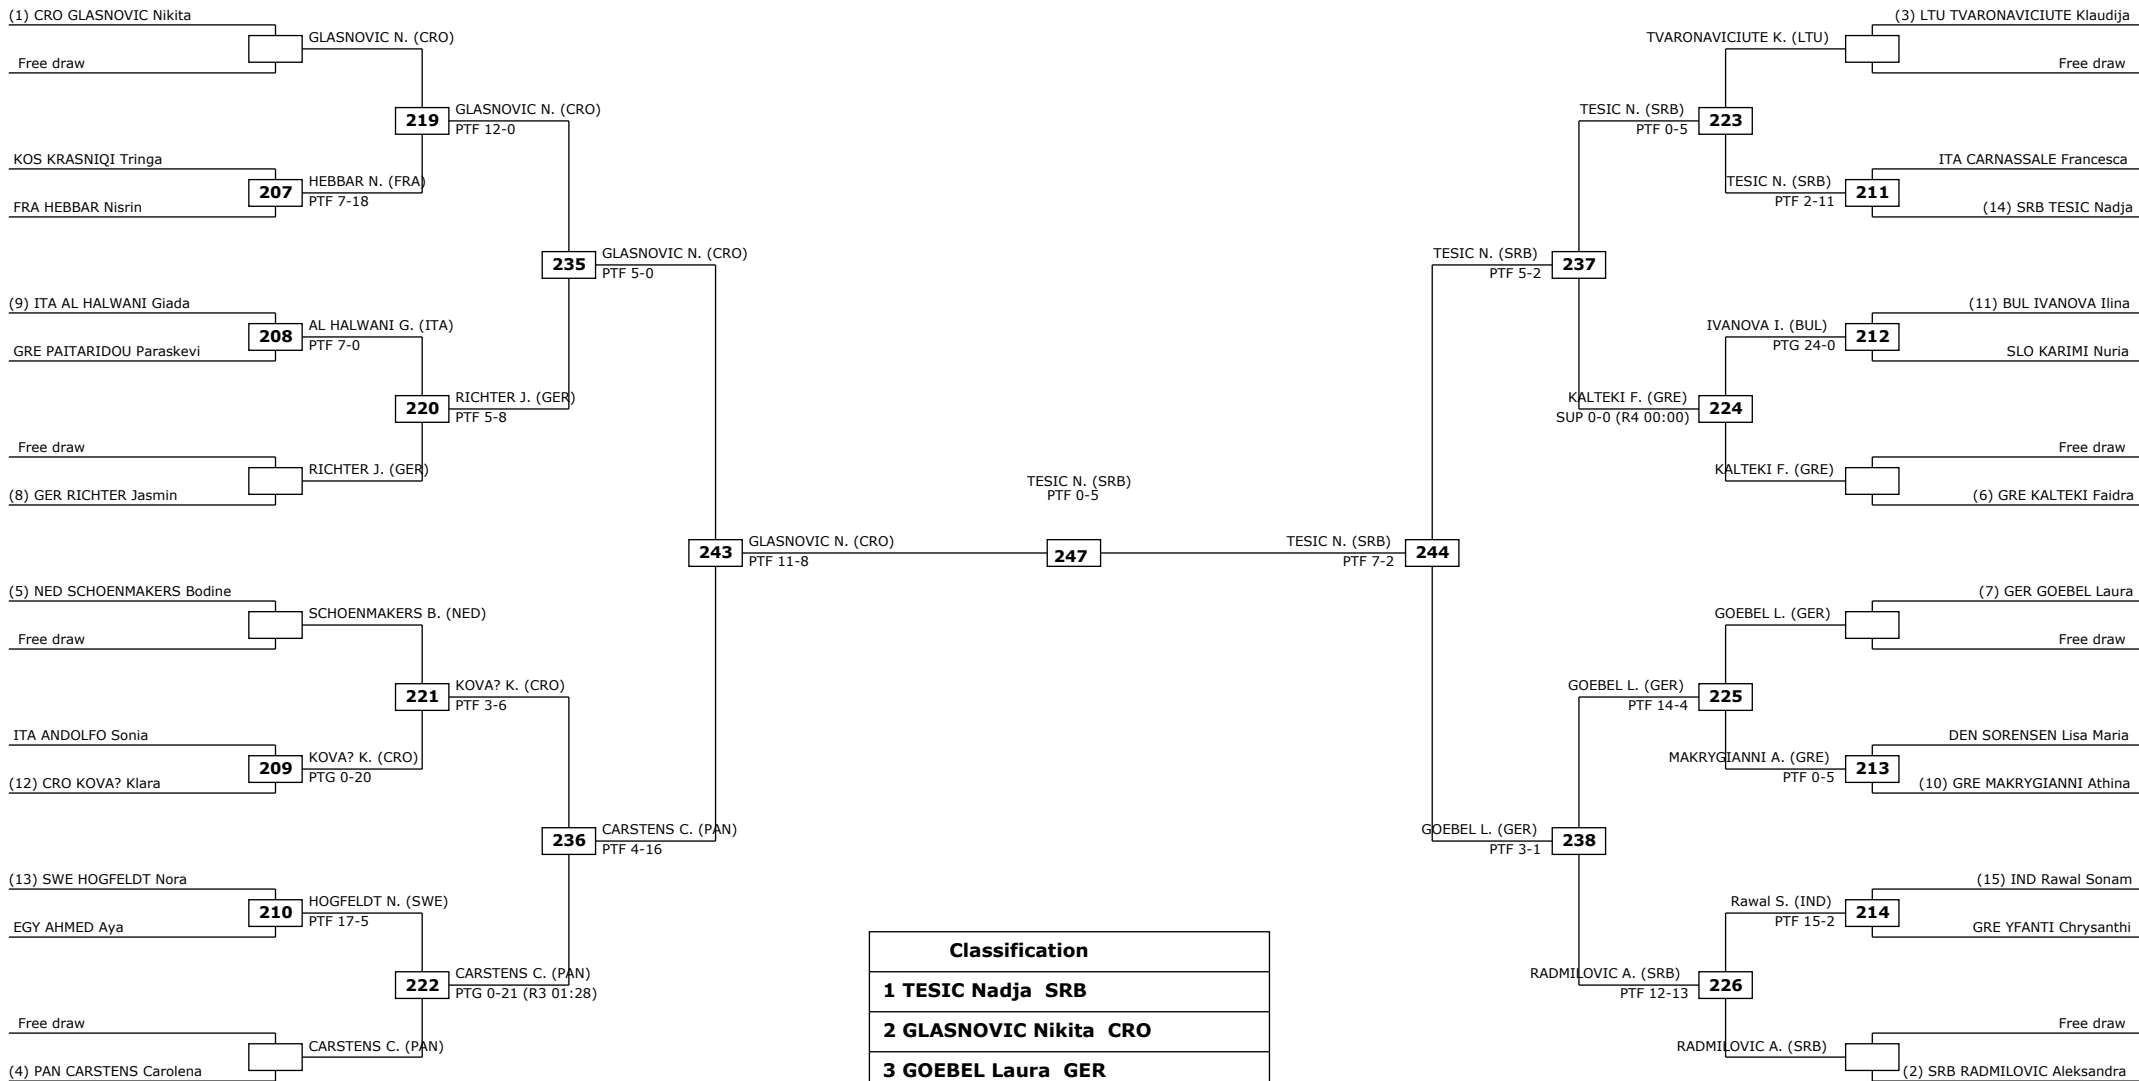 (1) CRO GLASNOVIC Nikita
GLASNOVIC N. (CRO)
Free draw
219
GLASNOVIC N. (CRO)
PTF 12-0
KOS KRASNIQI Tringa
207
HEBBAR N. (FRA)
PTF 7-18
FRA HEBBAR Nisrin
235
GLASNOVIC N. (CRO)
PTF 5-0
(9) ITA AL HALWANI Giada
208
AL HALWANI G. (ITA)
PTF 7-0
GRE PAITARIDOU Paraskevi
220
RICHTER J. (GER)
PTF 5-8
Free draw
RICHTER J. (GER)
(8) GER RICHTER Jasmin
243
GLASNOVIC N. (CRO)
PTF 11-8
(5) NED SCHOENMAKERS Bodine
SCHOENMAKERS B. (NED)
Free draw
221
KOVA? K. (CRO)
PTF 3-6
ITA ANDOLFO Sonia
209
KOVA? K. (CRO)
PTG 0-20
(12) CRO KOVA? Klara
236
CARSTENS C. (PAN)
PTF 4-16
(13) SWE HOGFELDT Nora
210
HOGFELDT N. (SWE)
PTF 17-5
EGY AHMED Aya
222
CARSTENS C. (PAN)
PTG 0-21 (R3 01:28)
Free draw
CARSTENS C. (PAN)
(4) PAN CARSTENS Carolena
TESIC N. (SRB)
PTF 0-5
247
(3) LTU TVARONAVICIUTE Klaudija
TVARONAVICIUTE K. (LTU)
Free draw
TESIC N. (SRB)
PTF 0-5
223
ITA CARNASSALE Francesca
TESIC N. (SRB)
PTF 2-11
211
(14) SRB TESIC Nadja
TESIC N. (SRB)
PTF 5-2
237
(11) BUL IVANOVA Ilina
IVANOVA I. (BUL)
PTG 24-0
212
SLO KARIMI Nuria
KALTEKI F. (GRE)
SUP 0-0 (R4 00:00)
224
Free draw
KALTEKI F. (GRE)
(6) GRE KALTEKI Faidra
TESIC N. (SRB)
PTF 7-2
244
(7) GER GOEBEL Laura
GOEBEL L. (GER)
Free draw
GOEBEL L. (GER)
PTF 14-4
225
DEN SORENSEN Lisa Maria
MAKRYGIANNI A. (GRE)
PTF 0-5
213
(10) GRE MAKRYGIANNI Athina
GOEBEL L. (GER)
PTF 3-1
238
(15) IND Rawal Sonam
Rawal S. (IND)
PTF 15-2
214
GRE YFANTI Chrysanthi
RADMILOVIC A. (SRB)
PTF 12-13
226
Free draw
RADMILOVIC A. (SRB)
(2) SRB RADMILOVIC Aleksandra
Classification
1 TESIC Nadja SRB
2 GLASNOVIC Nikita CRO
3 GOEBEL Laura GER